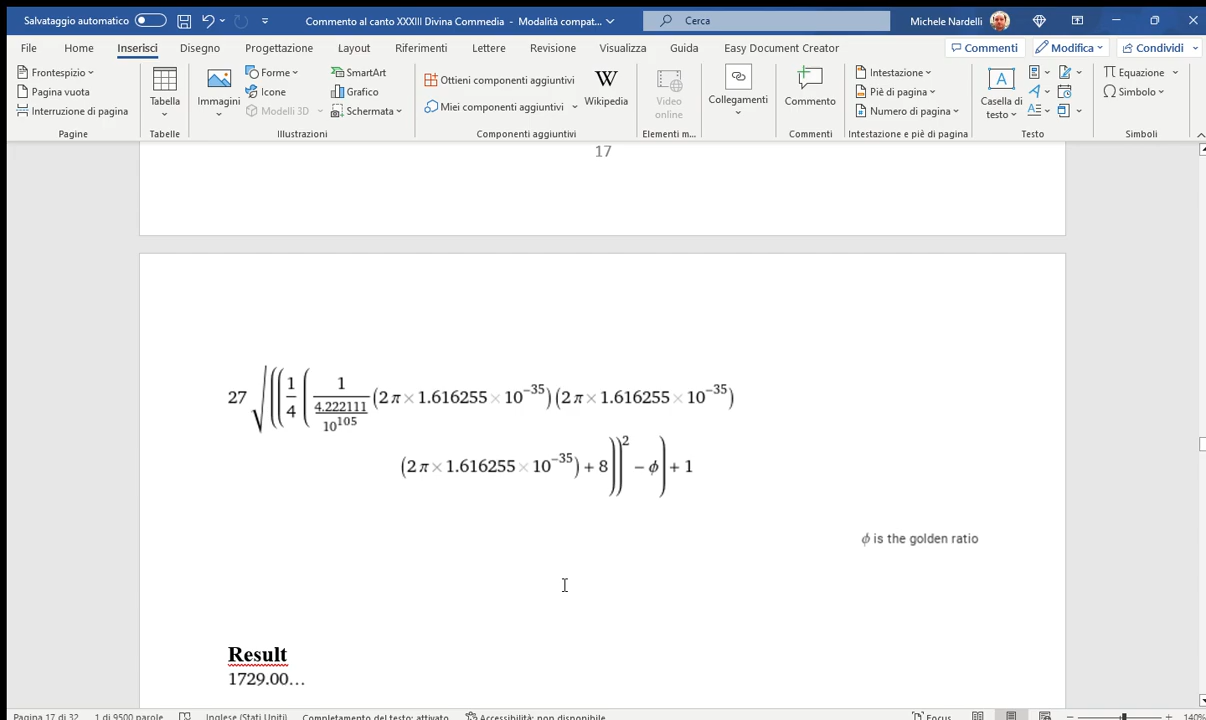 Salvataggio automatico Commento al canto XXXIII Divina Commedia - Modalità compat... Cerca Michele Nardelli
File Home Inserisci Disegno Progettazione Layout Riferimenti Lettere Revisione Visualizza Guida Easy Document Creator Commenti Modifica Condividi
Frontespizio
Pagina vuota
Interruzione di pagina
Pagine
Tabella
Tabelle
Immagini
Forme
Icone
Modelli 3D
SmartArt
Grafico
Schermata
Illustrazioni
Ottieni componenti aggiuntivi
Miei componenti aggiuntivi
W
Wikipedia
Componenti aggiuntivi
Video
online
Elementi m...
Collegamenti
Commento
Commenti
Intestazione
Piè di pagina
Numero di pagina
Intestazione e piè di pagina
A
Casella di
testo
Testo
π Equazione
Ω Simbolo
Simboli
17
27 √(((1/4 (1/(4.222111/10^105) (2 π × 1.616255 × 10^−35) (2 π × 1.616255 × 10^−35)
(2 π × 1.616255 × 10^−35) + 8))^2 − ϕ) + 1
ϕ is the golden ratio
Result
1729.00…
Pagina 17 di 32 1 di 9500 parole Inglese (Stati Uniti) Completamento del testo: attivato Accessibilità: non disponibile Focus 140%